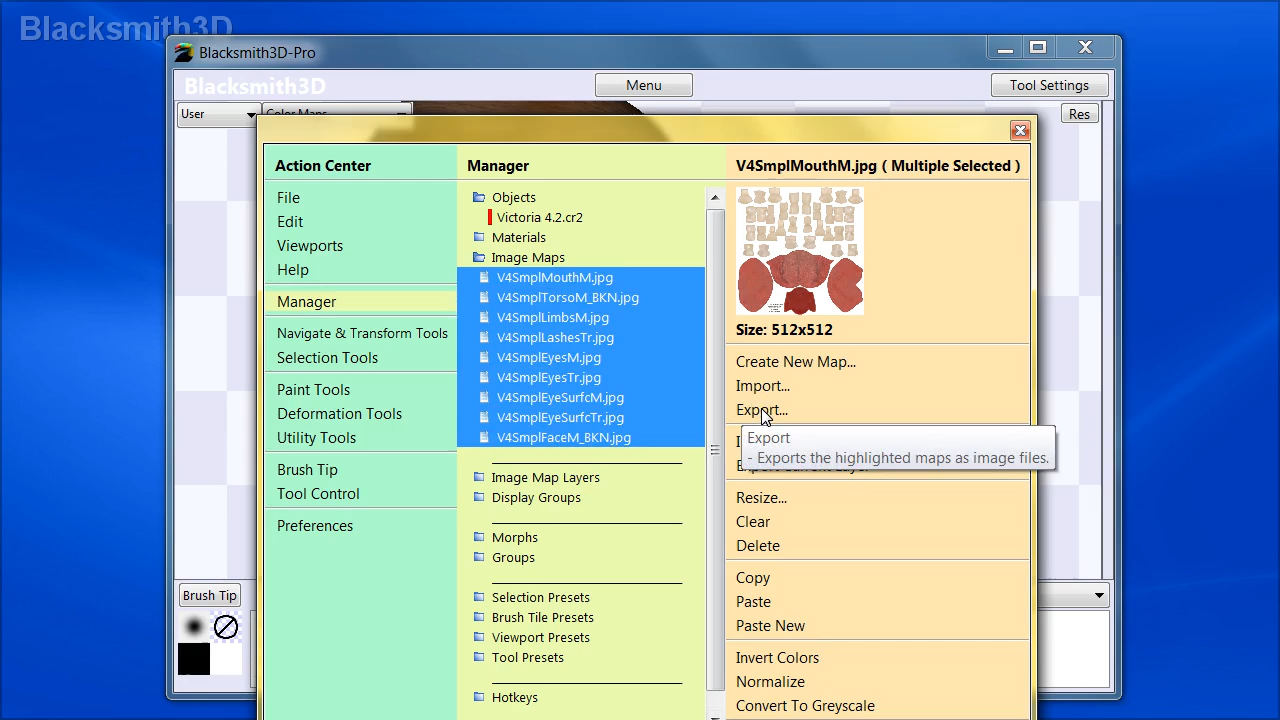 Blacksmith3D
Blacksmith3D-Pro
Blacksmith3D
Menu
Tool Settings
User
Color Maps
Res
Action Center
File
Edit
Viewports
Help
Manager
Navigate & Transform Tools
Selection Tools
Paint Tools
Deformation Tools
Utility Tools
Brush Tip
Tool Control
Preferences
Manager
Objects
Victoria 4.2.cr2
Materials
Image Maps
V4SmplMouthM.jpg
V4SmplTorsoM_BKN.jpg
V4SmplLimbsM.jpg
V4SmplLashesTr.jpg
V4SmplEyesM.jpg
V4SmplEyesTr.jpg
V4SmplEyeSurfcM.jpg
V4SmplEyeSurfcTr.jpg
V4SmplFaceM_BKN.jpg
Image Map Layers
Display Groups
Morphs
Groups
Selection Presets
Brush Tile Presets
Viewport Presets
Tool Presets
Hotkeys
V4SmplMouthM.jpg ( Multiple Selected )
Size: 512x512
Create New Map...
Import...
Export...
Export
- Exports the highlighted maps as image files.
Export Current Layer
Resize...
Clear
Delete
Copy
Paste
Paste New
Invert Colors
Normalize
Convert To Greyscale
Brush Tip